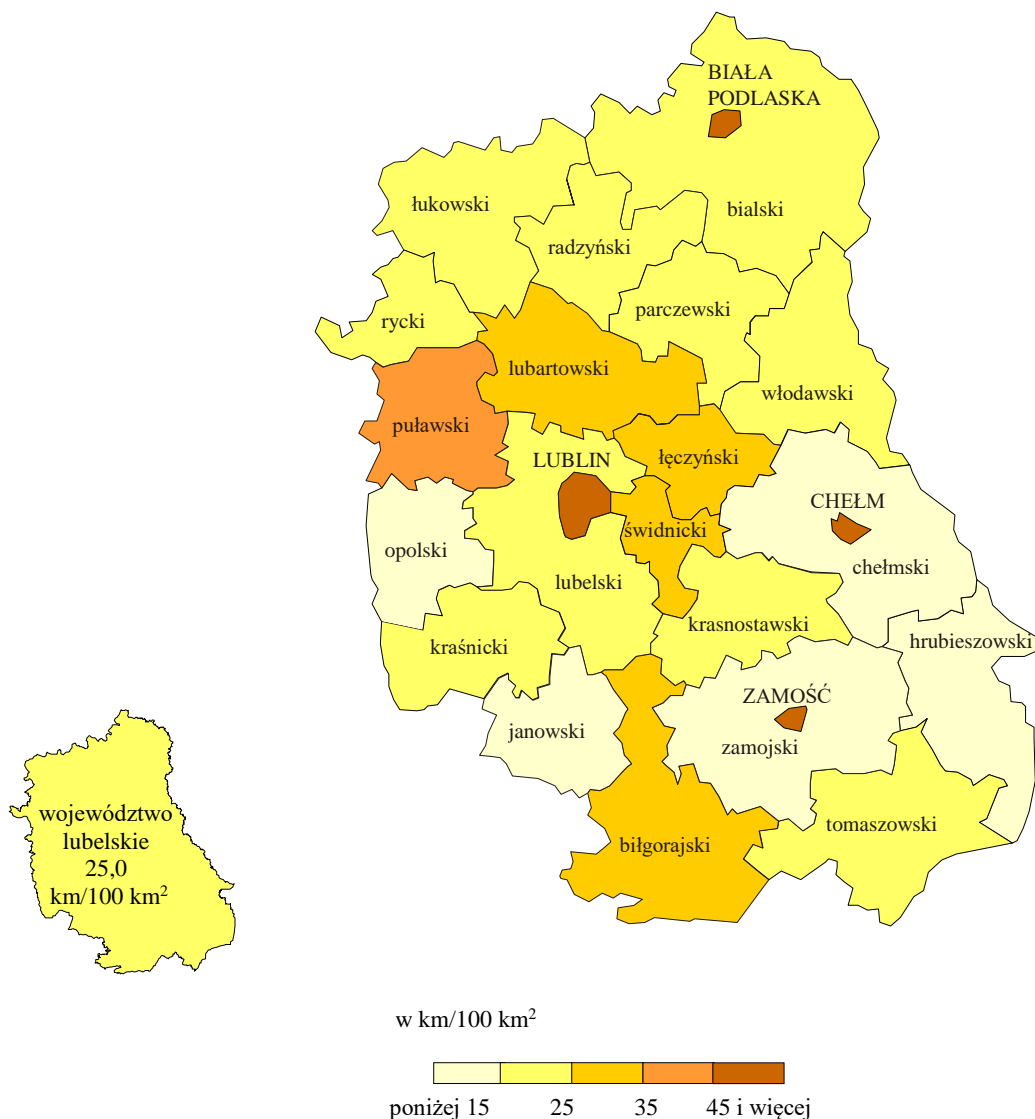 BIAŁA
PODLASKA
łukowski
bialski
radzyński
rycki
parczewski
lubartowski
włodawski
puławski
LUBLIN
łęczyński
CHEŁM
świdnicki
opolski
chełmski
lubelski
krasnostawski
hrubieszowski
kraśnicki
ZAMOŚĆ
janowski
zamojski
województwo
lubelskie
25,0
km/100 km²
tomaszowski
biłgorajski
w km/100 km²
poniżej 15 25 35 45 i więcej